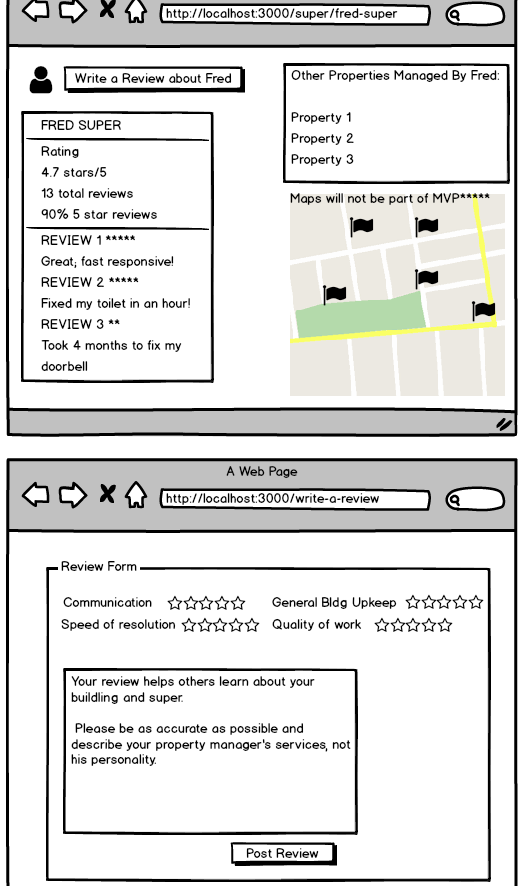 http://localhost:3000/super/fred-super
Write a Review about Fred
Other Properties Managed By Fred:
Property 1
Property 2
Property 3
FRED SUPER
Rating
4.7 stars/5
13 total reviews
90% 5 star reviews
REVIEW 1 *****
Great; fast responsive!
REVIEW 2 *****
Fixed my toilet in an hour!
REVIEW 3 **
Took 4 months to fix my
doorbell
Maps will not be part of MVP*****
A Web Page
http://localhost:3000/write-a-review
Review Form
Communication
General Bldg Upkeep
Speed of resolution
Quality of work
Your review helps others learn about your
buildling and super.
Please be as accurate as possible and
describe your property manager's services, not
his personality.
Post Review